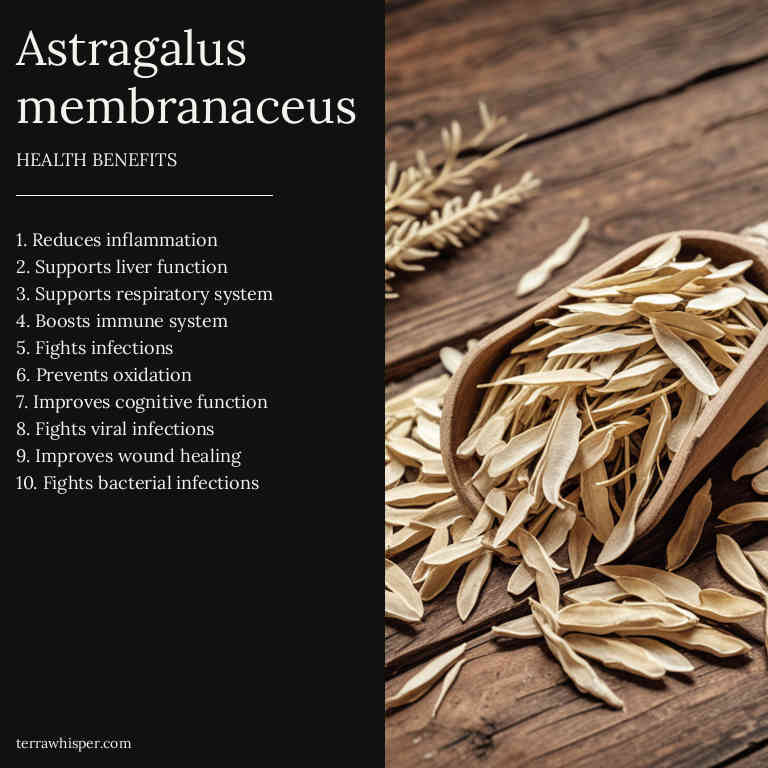 Astragalus
membranaceus
HEALTH BENEFITS
1. Reduces inflammation
2. Supports liver function
3. Supports respiratory system
4. Boosts immune system
5. Fights infections
6. Prevents oxidation
7. Improves cognitive function
8. Fights viral infections
9. Improves wound healing
10. Fights bacterial infections
terrawhisper.com